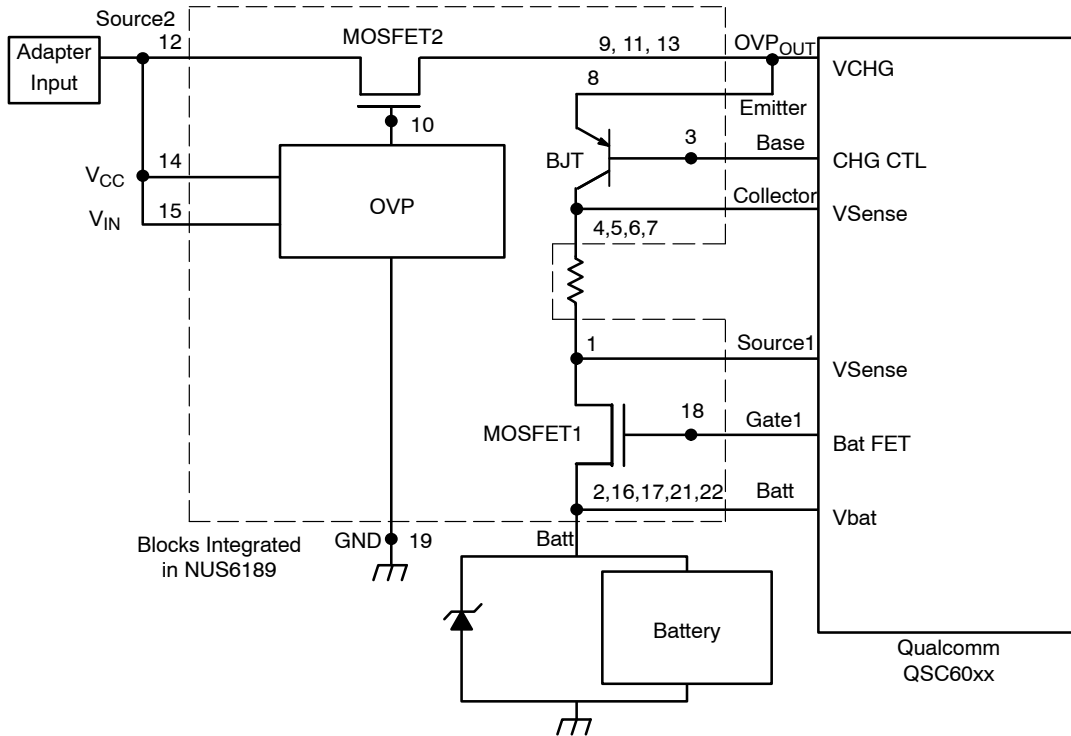 Source2
Adapter
Input
12
MOSFET2
9, 11, 13
OVPOUT
VCHG
8
Emitter
10
3
Base
BJT
CHG CTL
VCC
14
OVP
Collector
VSense
VIN
15
4,5,6,7
1
Source1
VSense
MOSFET1
18
Gate1
Bat FET
2,16,17,21,22
Batt
Vbat
Blocks Integrated
in NUS6189
GND
19
Batt
Battery
Qualcomm
QSC60xx